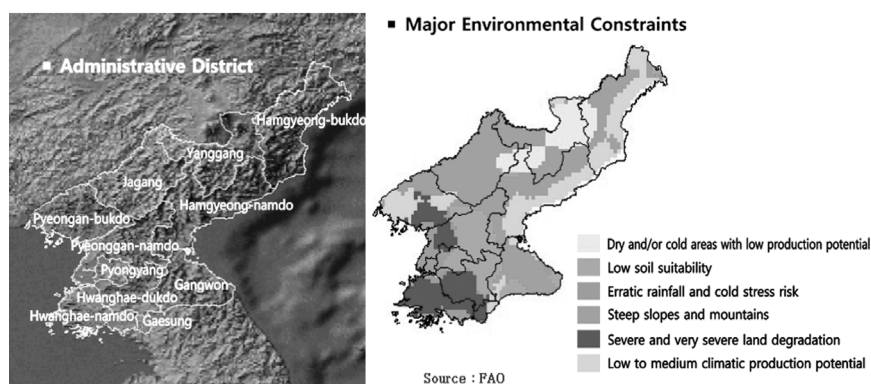 ▪ Administrative District
Hamgyeong-bukdo
Yanggang
Jagang
Hamgyeong-namdo
Pyeongan-bukdo
Pyeonggan-namdo
Pyongyang
Gangwon
Hwanghae-dukdo
Hwanghae-namdo
Gaesung
▪ Major Environmental Constraints
Dry and/or cold areas with low production potential
Low soil suitability
Erratic rainfall and cold stress risk
Steep slopes and mountains
Severe and very severe land degradation
Low to medium climatic production potential
Source : FAO